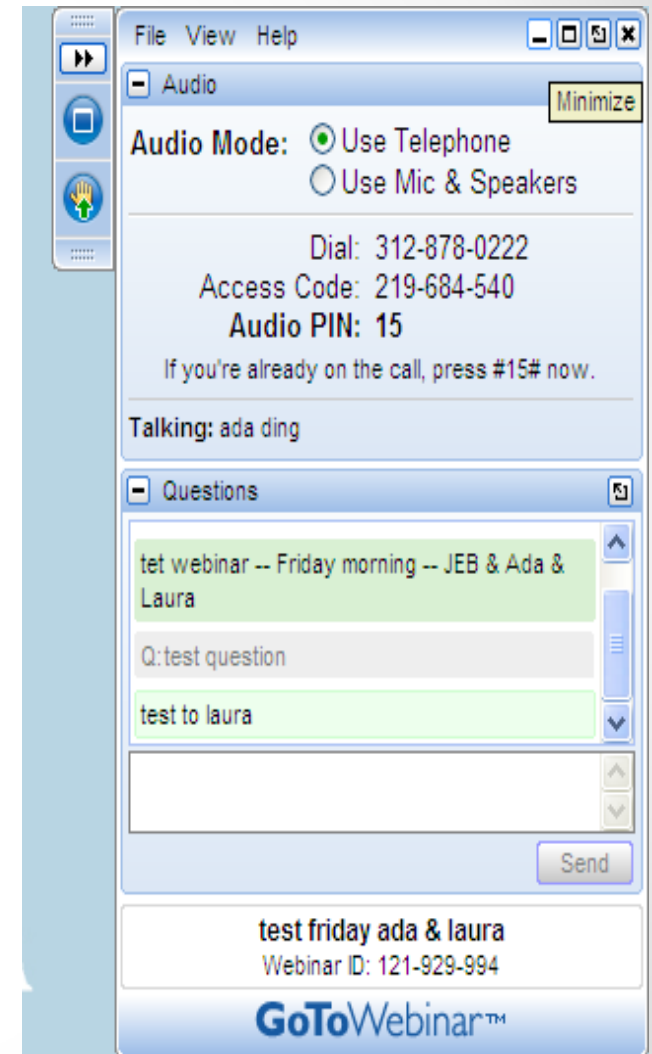 File View Help
Audio
Minimize
Audio Mode: Use Telephone
Use Mic & Speakers
Dial: 312-878-0222
Access Code: 219-684-540
Audio PIN: 15
If you're already on the call, press #15# now.
Talking: ada ding
Questions
tet webinar -- Friday morning -- JEB & Ada &
Laura
Q:test question
test to laura
Send
test friday ada & laura
Webinar ID: 121-929-994
GoToWebinar™